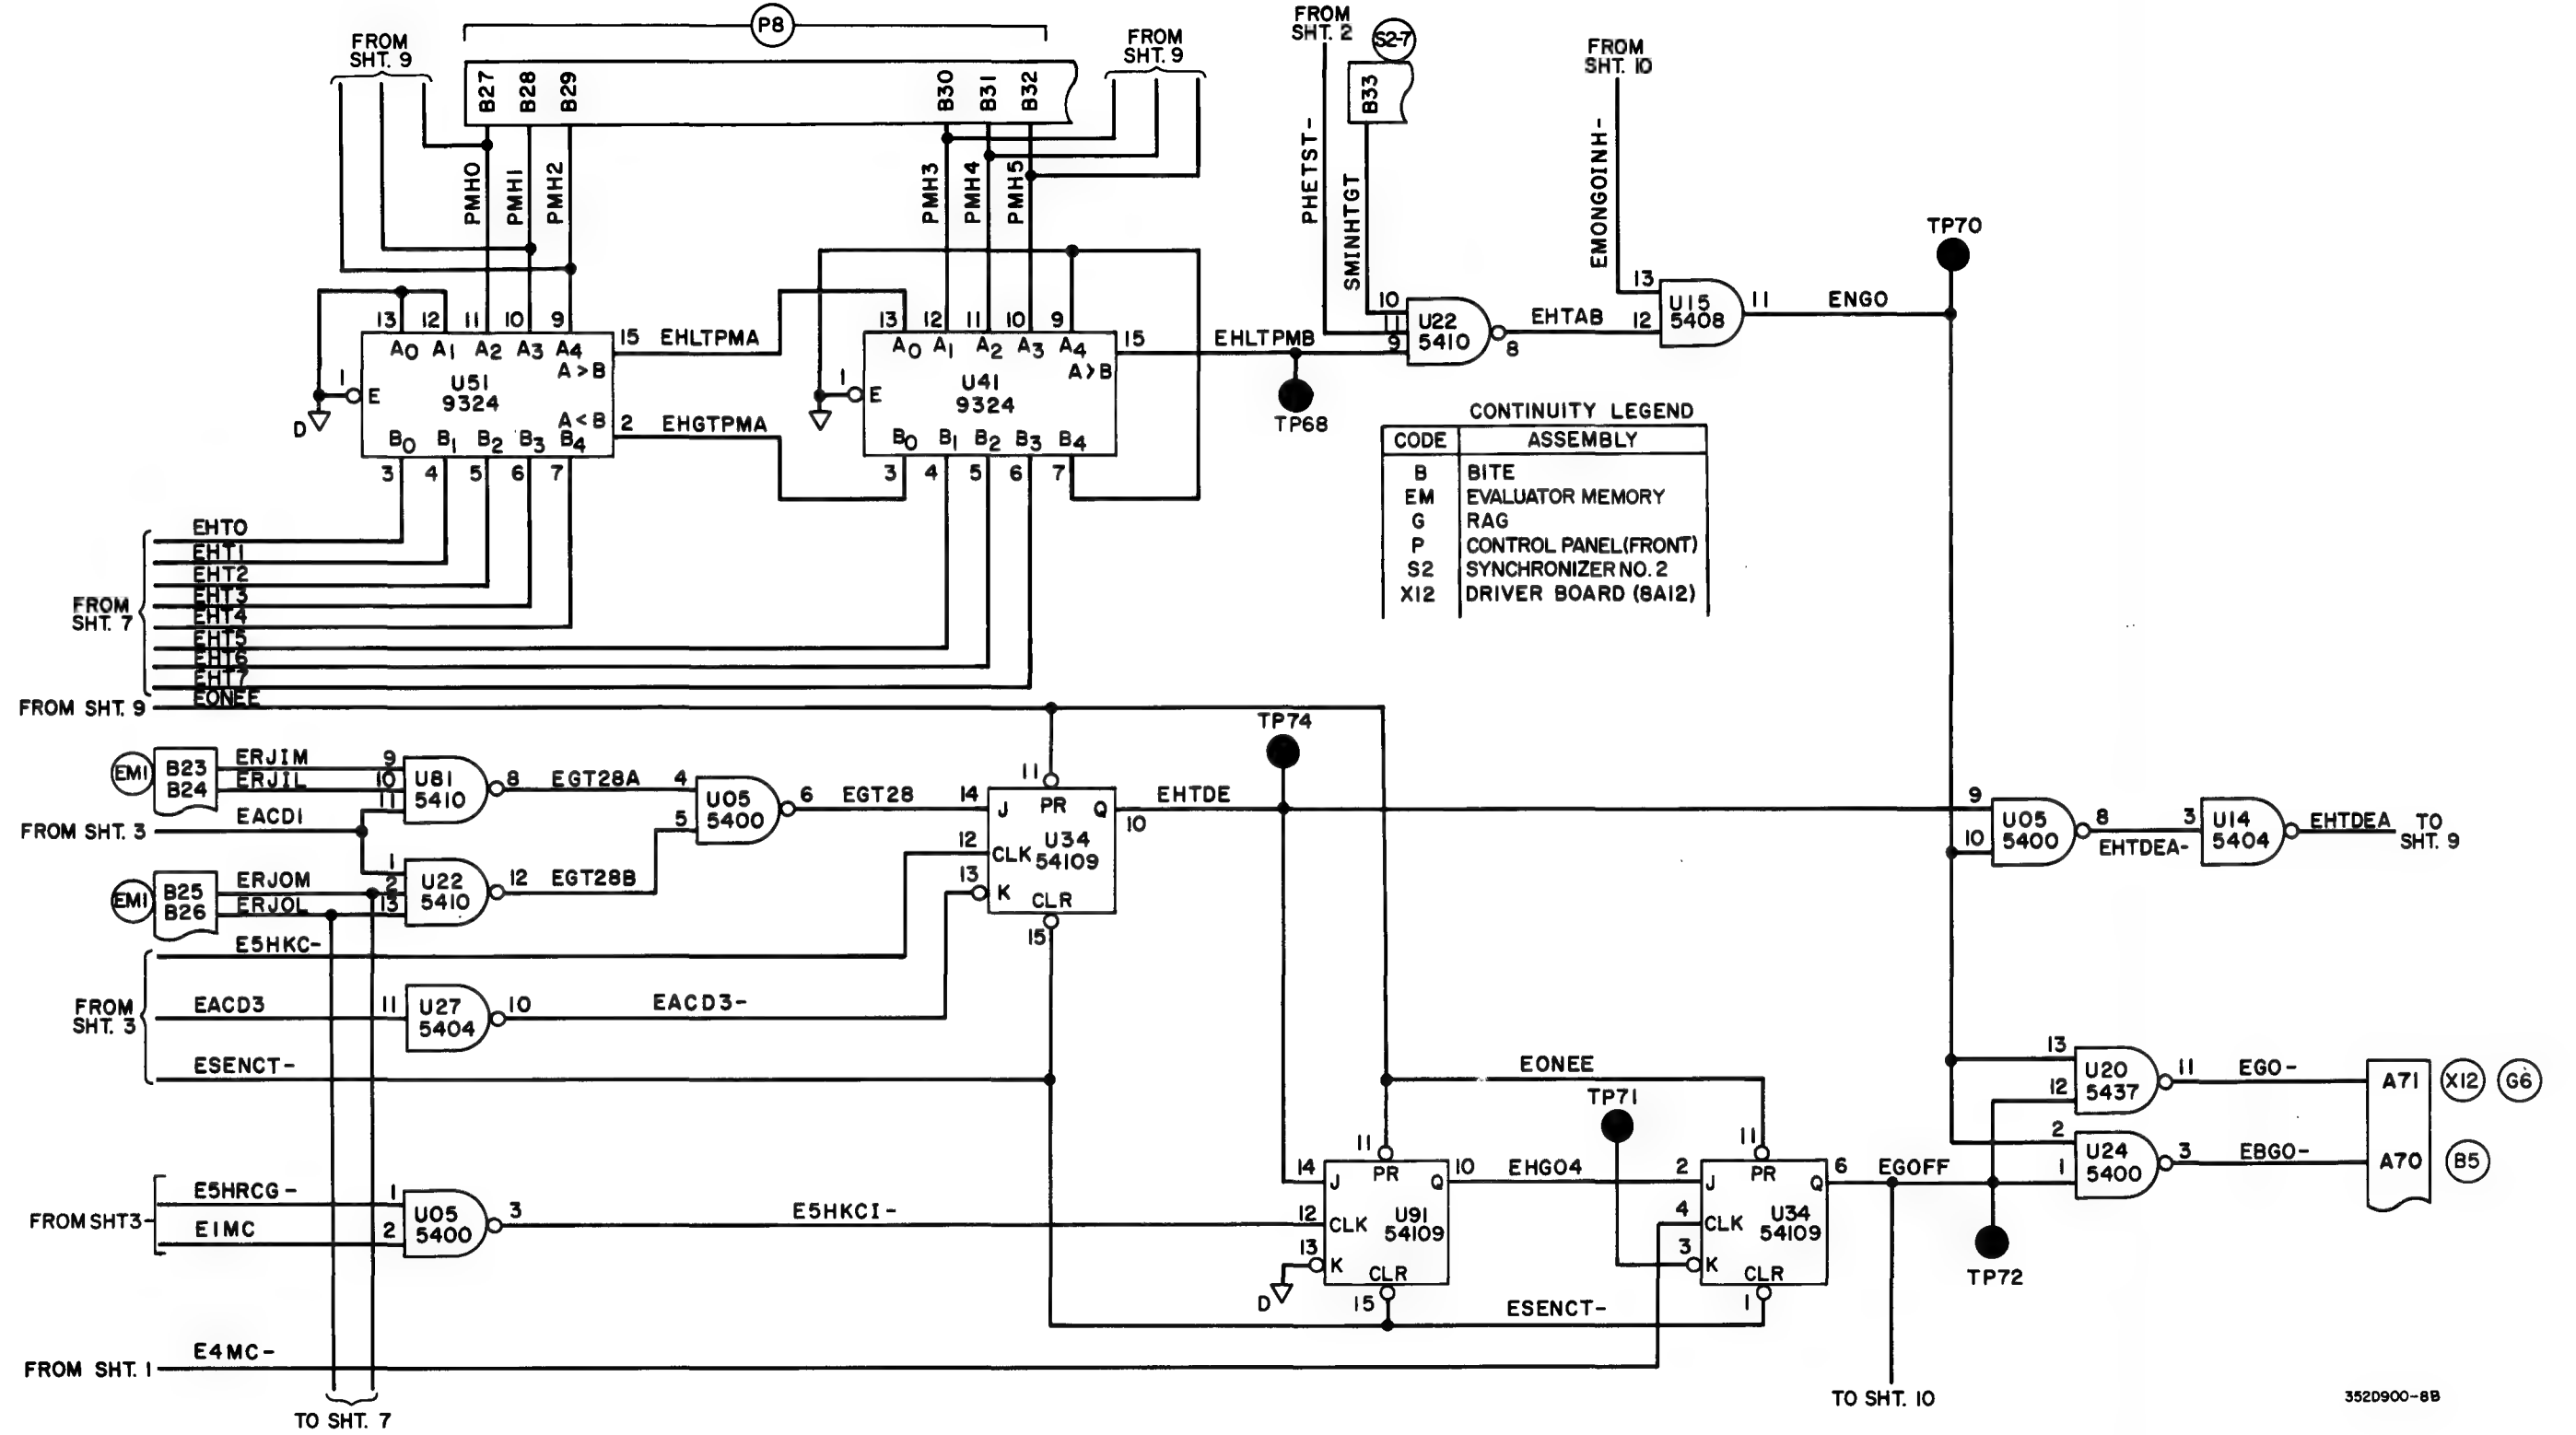 P8
FROM
SHT. 9
B27
B28
B29
B30
B31
B32
FROM
SHT. 9
FROM
SHT. 2
S2-7
B33
FROM
SHT. 10
PMH0
PMH1
PMH2
PMH3
PMH4
PMH5
PHETST-
SMINHTGT
EMONGOINH-
TP70
13 12 11 10 9
A0 A1 A2 A3 A4
A>B
1
E
U51
9324
A<B
B0 B1 B2 B3 B4
3 4 5 6 7
D
15 EHLTPMA
2 EHGTPMA
13 12 11 10 9
A0 A1 A2 A3 A4
A>B
1
E
U41
9324
B0 B1 B2 B3 B4
3 4 5 6 7
15 EHLTPMB
TP68
10
11
9
U22
5410
8
EHTAB
13
12
U15
5408
11
ENGO
CONTINUITY LEGEND
CODE ASSEMBLY
B BITE
EM EVALUATOR MEMORY
G RAG
P CONTROL PANEL(FRONT)
S2 SYNCHRONIZER NO. 2
X12 DRIVER BOARD (8A12)
FROM
SHT. 7
EHT0
EHT1
EHT2
EHT3
EHT4
EHT5
EHT6
EHT7
FROM SHT. 9 EONEE
EM1
B23
B24
ERJIM
ERJIL
9
10
11
U81
5410
8
EGT28A
FROM SHT. 3 EACD1
EM1
B25
B26
ERJOM
ERJOL
1
2
13
U22
5410
12
EGT28B
4
5
U05
5400
6
EGT28
14
J
PR
11
Q
10
12
CLK
U34
54109
13
K
CLR
15
EHTDE
TP74
9
10
U05
5400
8
EHTDEA-
3
U14
5404
EHTDEA TO
SHT. 9
FROM
SHT. 3
E5HKC-
EACD3
11
U27
5404
10
EACD3-
ESENCT-
FROM SHT3
E5HRCG-
E1MC
1
2
U05
5400
3
E5HKCI-
EONEE
TP71
11
14
J
PR
Q
10
12
CLK
U91
54109
13
K
CLR
15
D
EHGO4
11
2
J
PR
Q
6
4
CLK
U34
54109
3
K
CLR
1
ESENCT-
EGOFF
TP72
13
12
U20
5437
11
EGO-
A71
X12
G6
2
1
U24
5400
3
EBGO-
A70
B5
FROM SHT. 1 E4MC-
TO SHT. 7
TO SHT. 10
352D900-8B